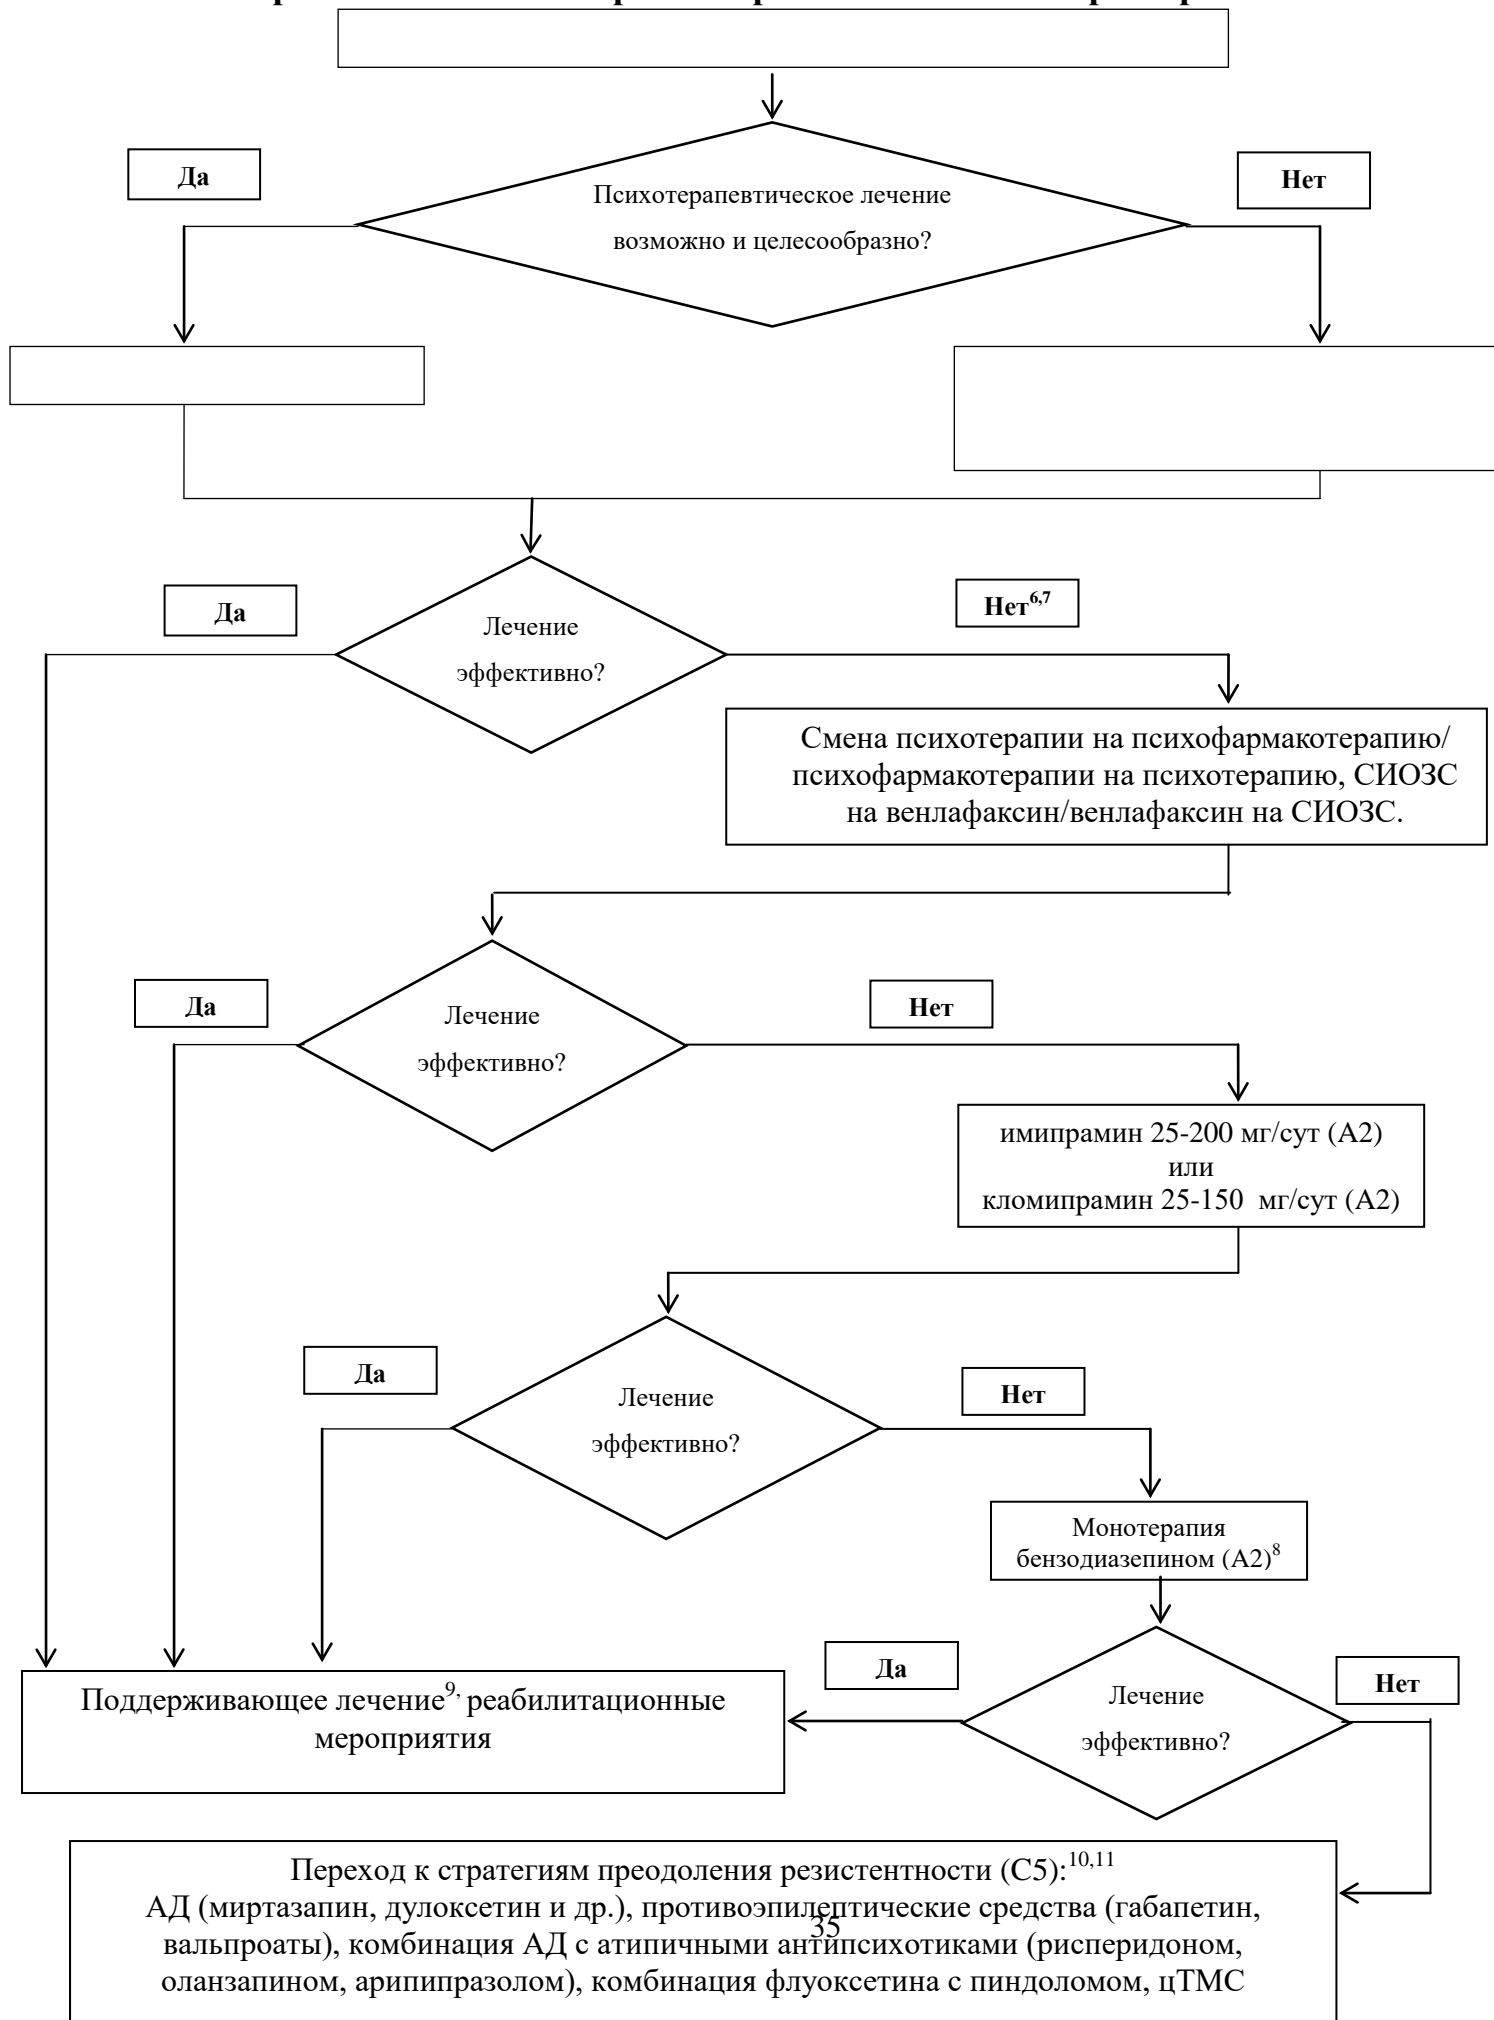 Да
Нет
Психотерапевтическое лечение
возможно и целесообразно?
Да
Нет6,7
Лечение
эффективно?
Смена психотерапии на психофармакотерапию/
психофармакотерапии на психотерапию, СИОЗС
на венлафаксин/венлафаксин на СИОЗС.
Да
Нет
Лечение
эффективно?
имипрамин 25-200 мг/сут (А2)
или
кломипрамин 25-150 мг/сут (А2)
Да
Нет
Лечение
эффективно?
Монотерапия
бензодиазепином (А2)8
Да
Нет
Лечение
эффективно?
Поддерживающее лечение9, реабилитационные
мероприятия
Переход к стратегиям преодоления резистентности (С5):10,11
АД (миртазапин, дулоксетин и др.), противоэпилептические средства (габапетин,
35
вальпроаты), комбинация АД с атипичными антипсихотиками (рисперидоном,
оланзапином, арипипразолом), комбинация флуоксетина с пиндоломом, цТМС